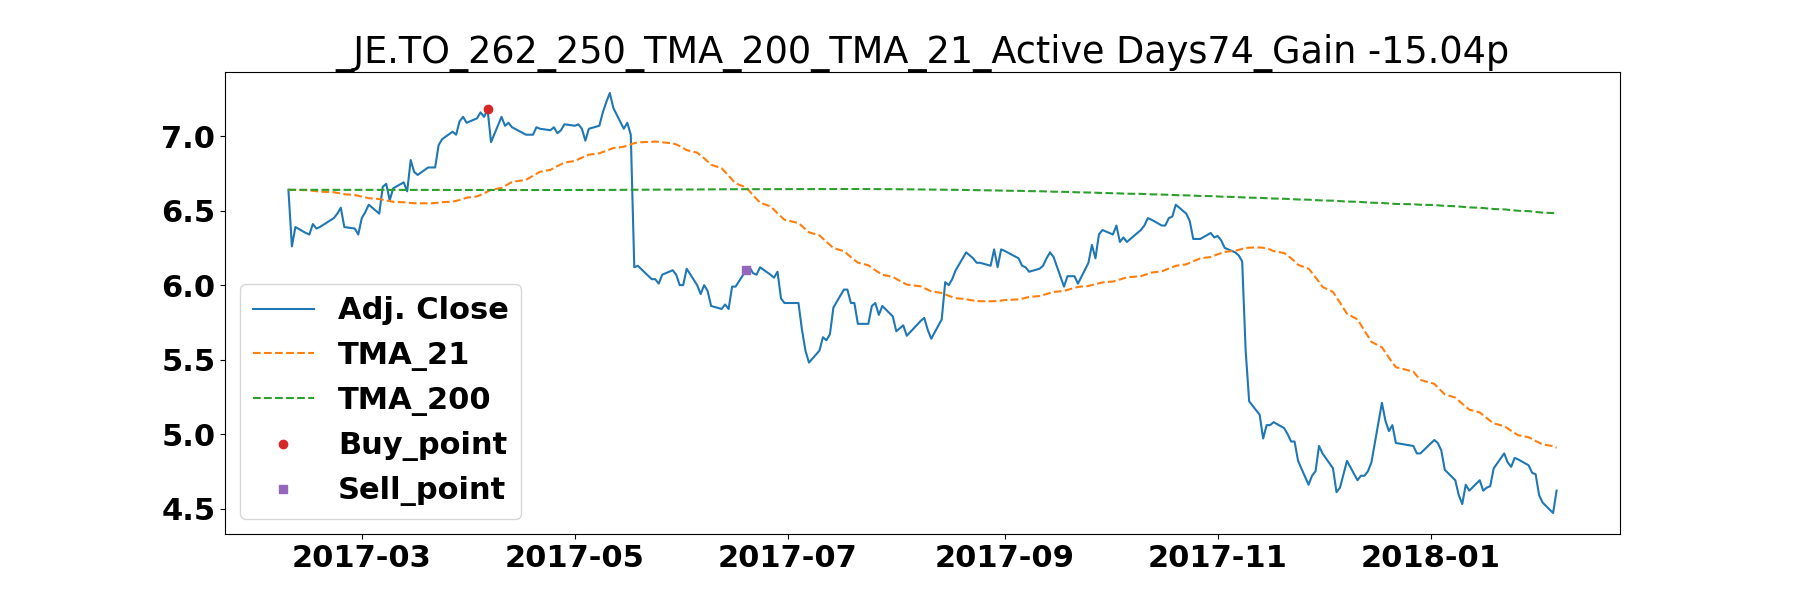 _JE.TO_262_250_TMA_200_TMA_21_Active Days74_Gain -15.04p
7.0
6.5
6.0
5.5
5.0
4.5
Adj. Close
TMA_21
TMA_200
Buy_point
Sell_point
2017-03 2017-05 2017-07 2017-09 2017-11 2018-01